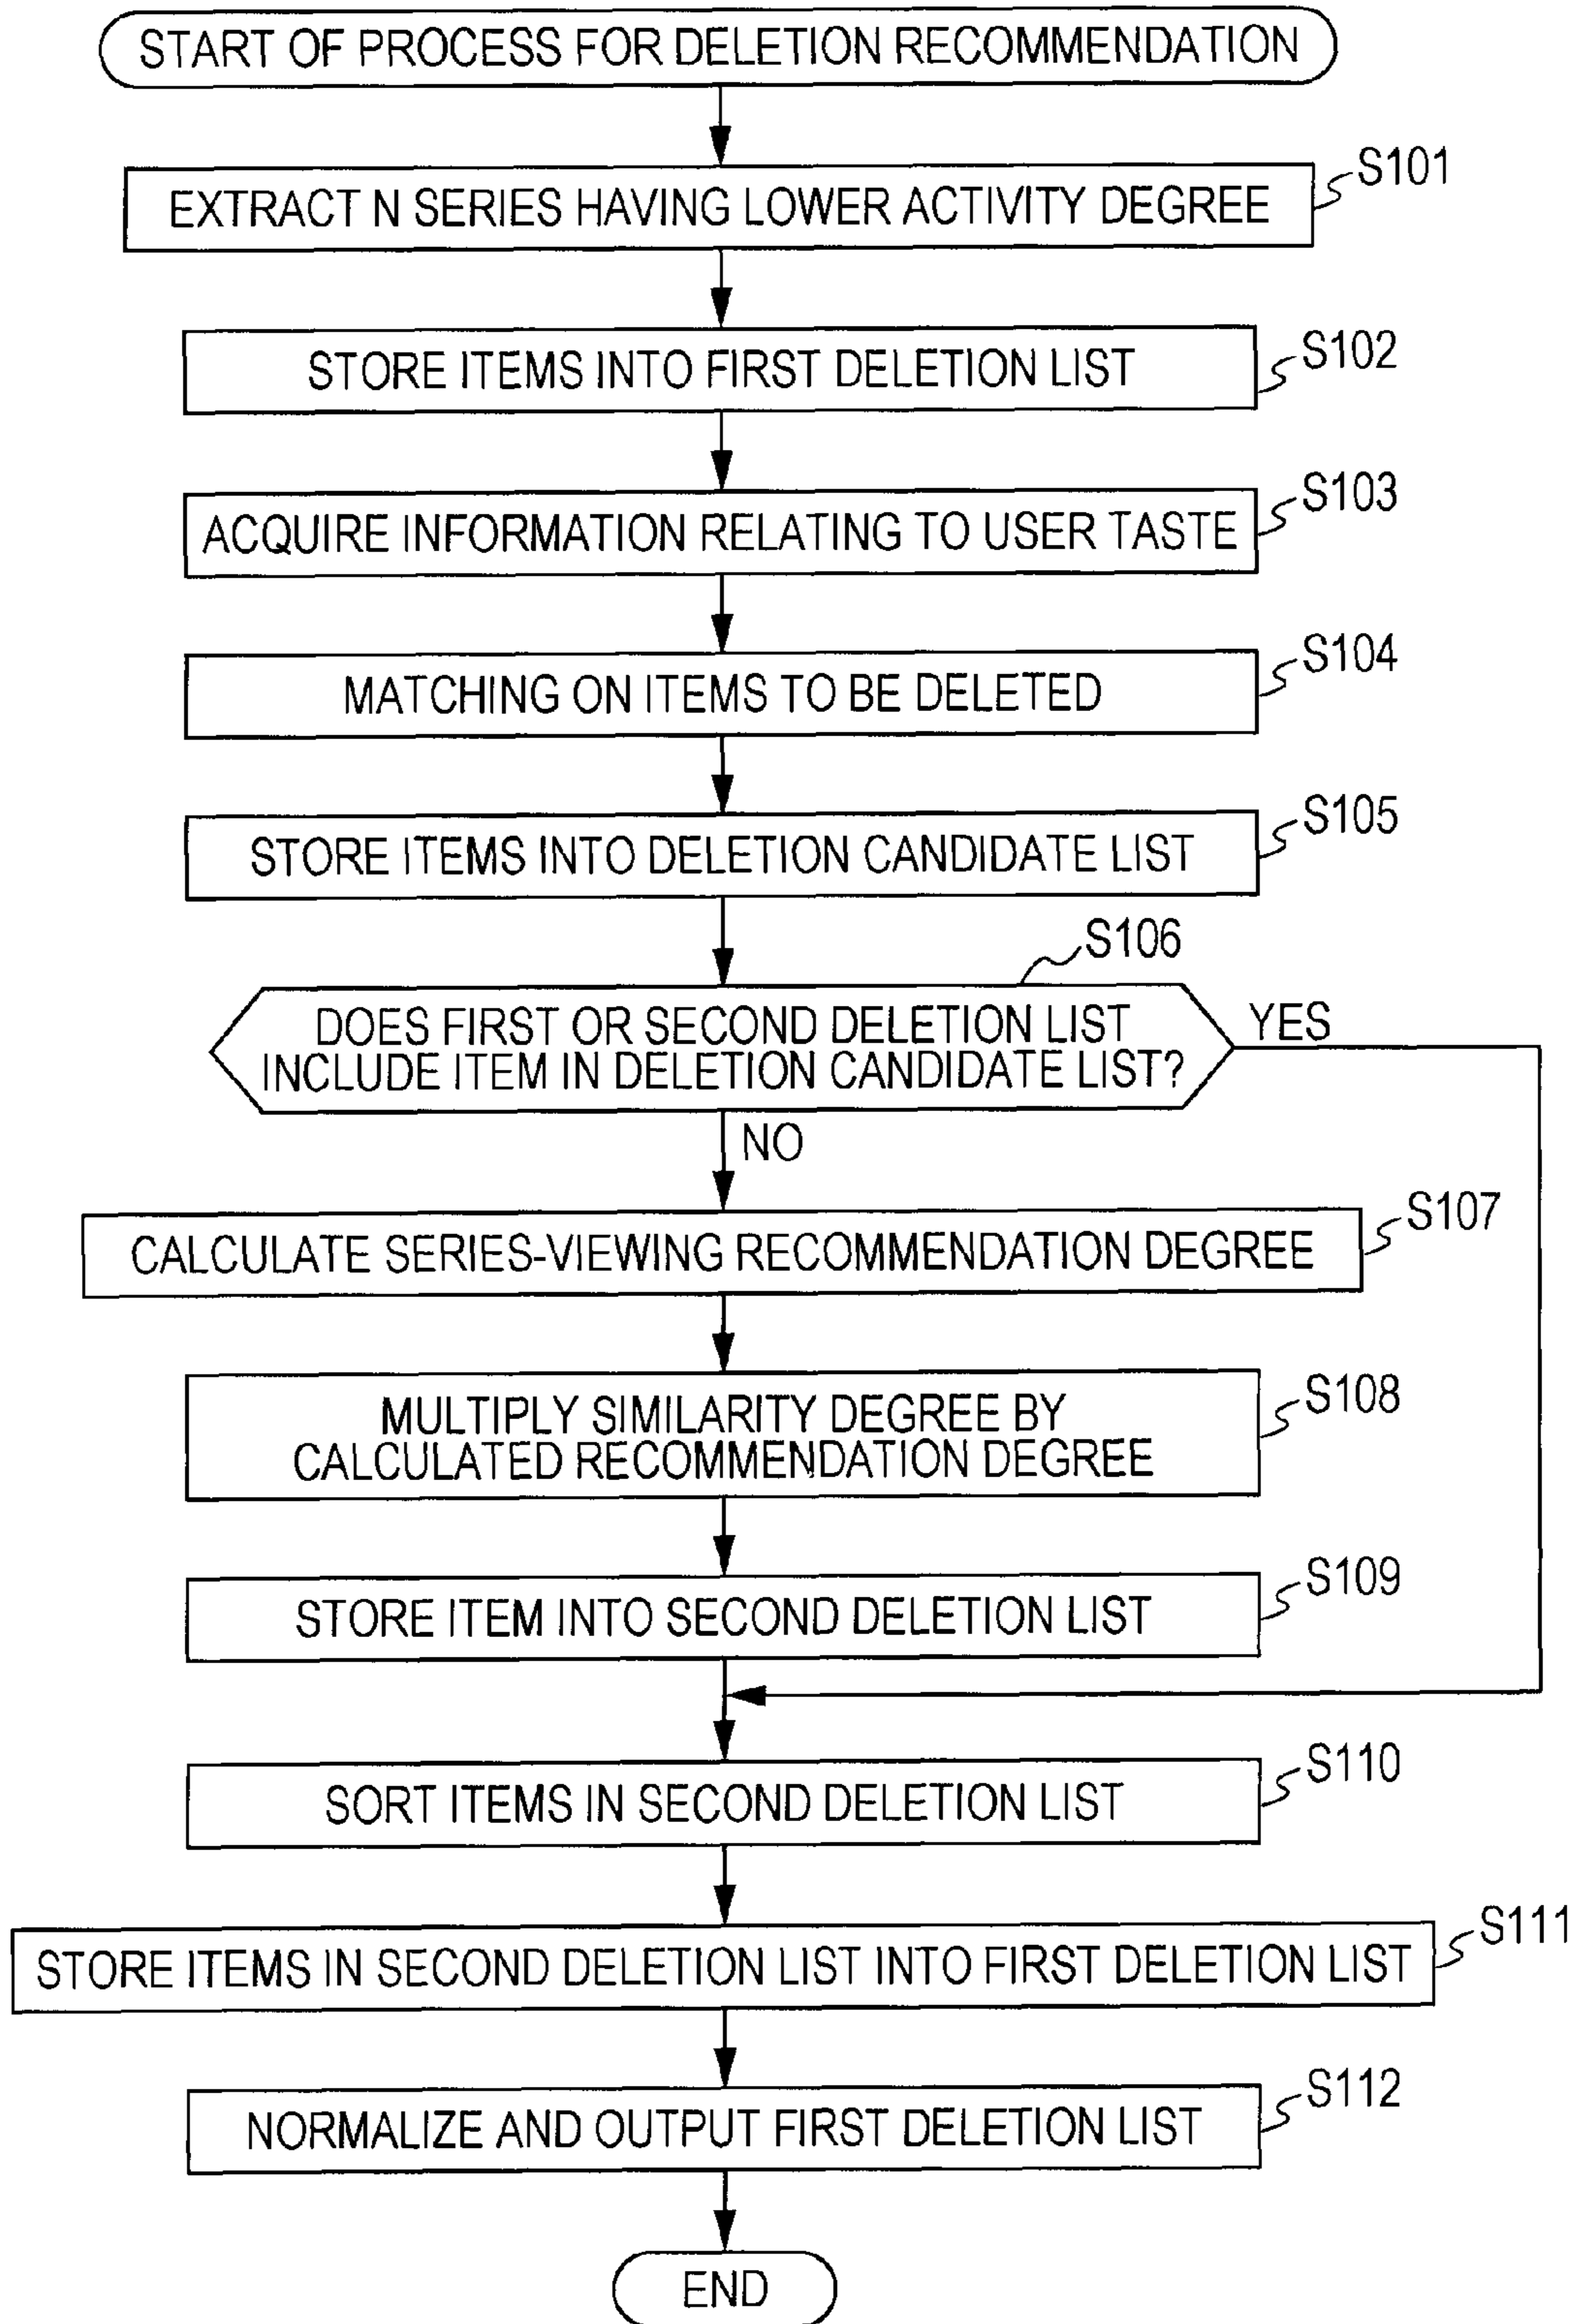 START OF PROCESS FOR DELETION RECOMMENDATION
S101
EXTRACT N SERIES HAVING LOWER ACTIVITY DEGREE
S102
STORE ITEMS INTO FIRST DELETION LIST
S103
ACQUIRE INFORMATION RELATING TO USER TASTE
S104
MATCHING ON ITEMS TO BE DELETED
S105
STORE ITEMS INTO DELETION CANDIDATE LIST
S106
DOES FIRST OR SECOND DELETION LIST
INCLUDE ITEM IN DELETION CANDIDATE LIST?
YES
NO
S107
CALCULATE SERIES-VIEWING RECOMMENDATION DEGREE
S108
MULTIPLY SIMILARITY DEGREE BY
CALCULATED RECOMMENDATION DEGREE
S109
STORE ITEM INTO SECOND DELETION LIST
S110
SORT ITEMS IN SECOND DELETION LIST
S111
STORE ITEMS IN SECOND DELETION LIST INTO FIRST DELETION LIST
S112
NORMALIZE AND OUTPUT FIRST DELETION LIST
END